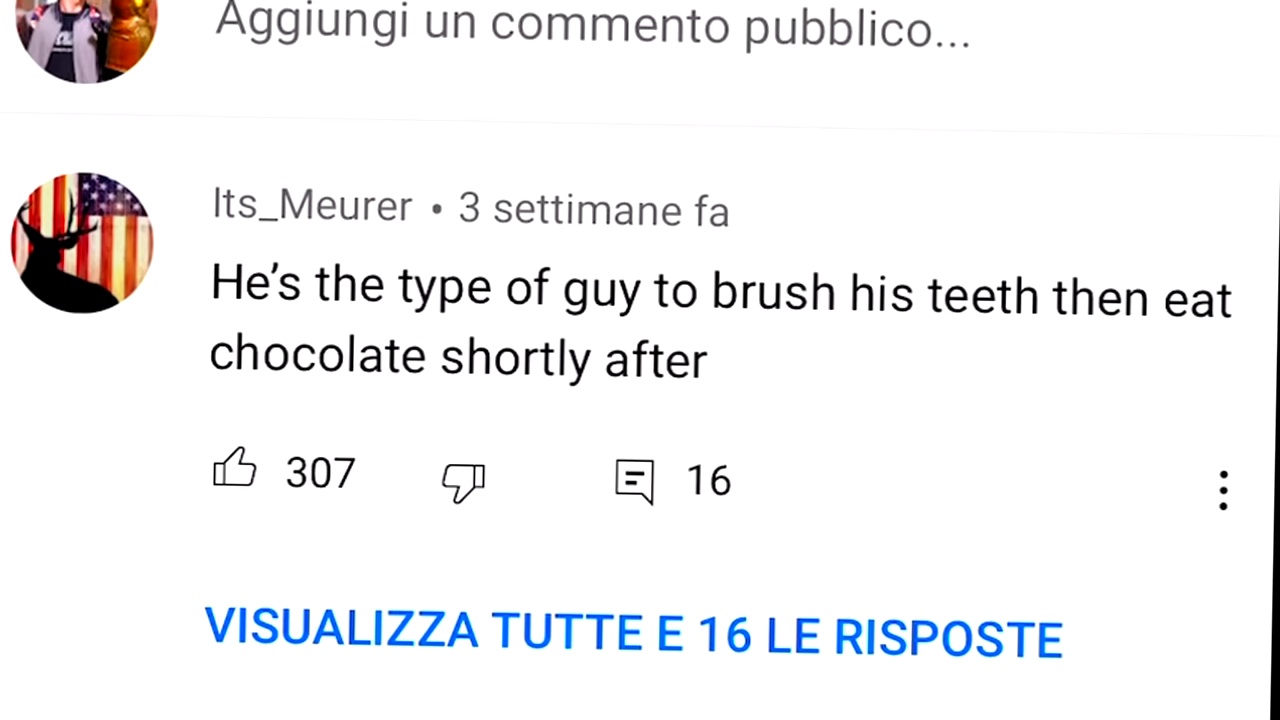 Aggiungi un commento pubblico...
Its_Meurer • 3 settimane fa
He's the type of guy to brush his teeth then eat
chocolate shortly after
307 16
VISUALIZZA TUTTE E 16 LE RISPOSTE